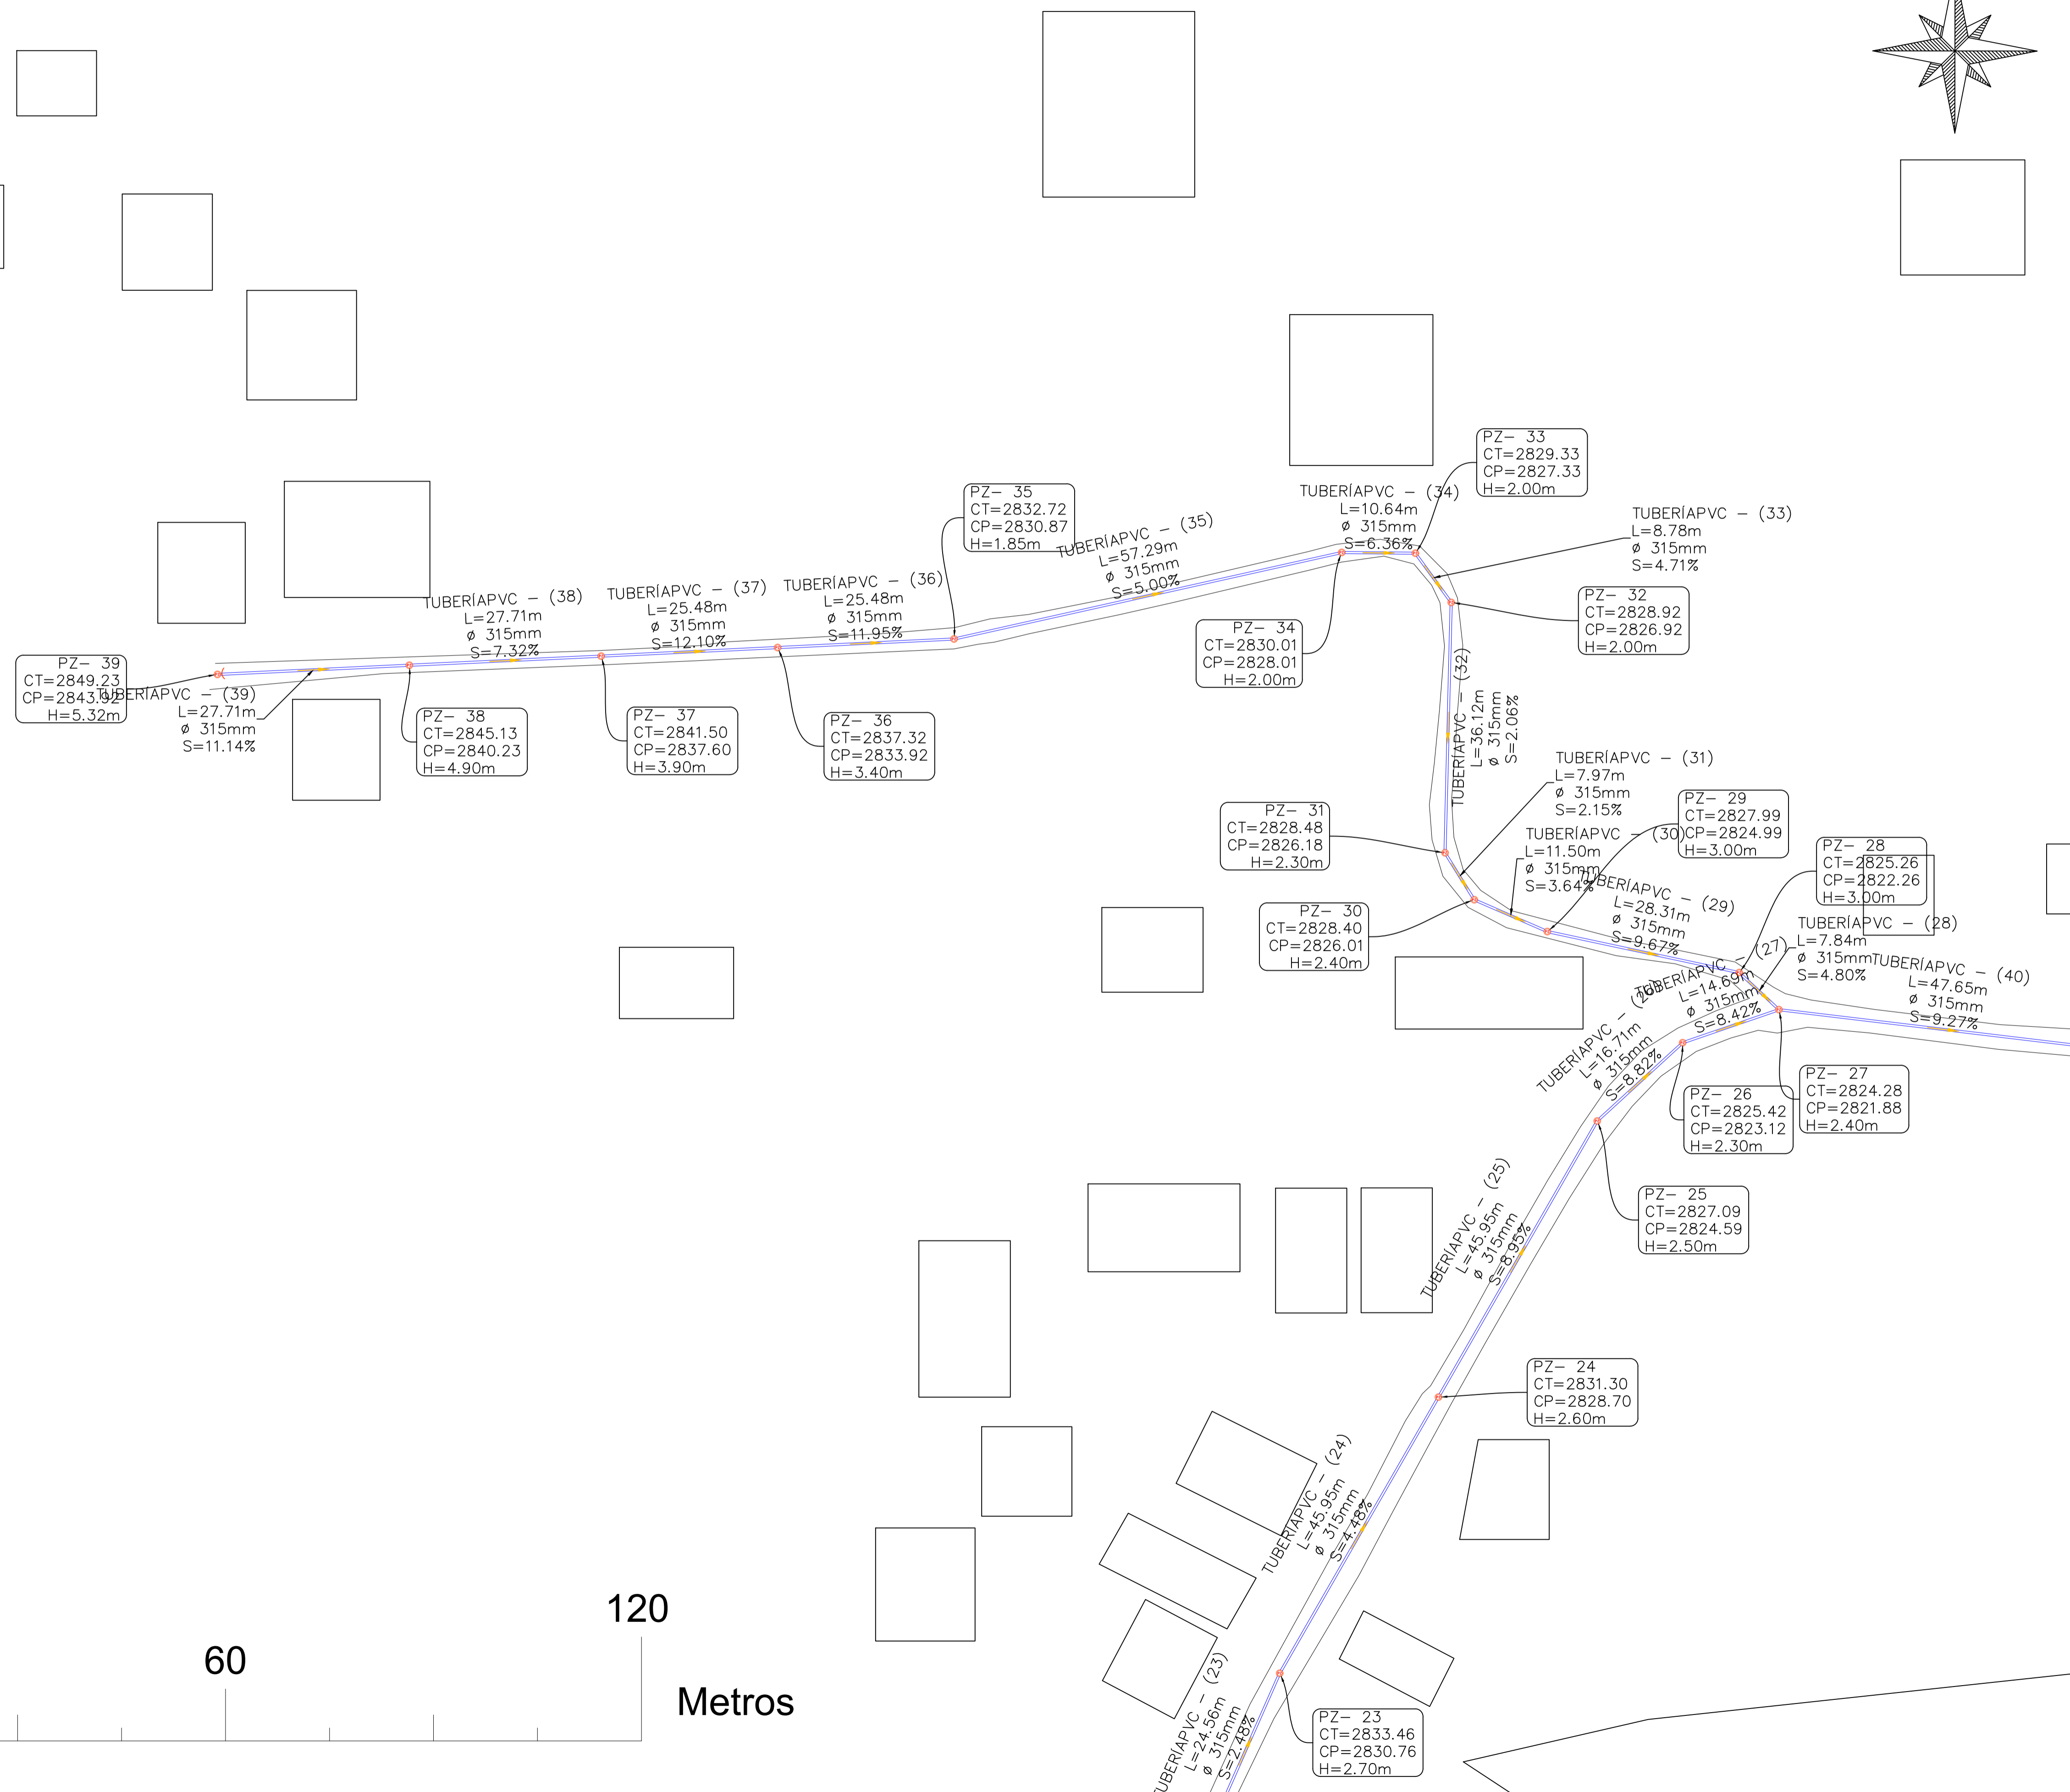 PZ- 33
CT=2829.33
CP=2827.33
H=2.00m
PZ- 35
CT=2832.72
CP=2830.87
H=1.85m
TUBERÍAPVC - (34)
L=10.64m
ø 315mm
S=6.36%
TUBERÍAPVC - (33)
L=8.78m
ø 315mm
S=4.71%
TUBERÍAPVC - (35)
L=57.29m
ø 315mm
S=5.00%
TUBERÍAPVC - (36)
L=25.48m
ø 315mm
S=11.95%
TUBERÍAPVC - (37)
L=25.48m
ø 315mm
S=12.10%
TUBERÍAPVC - (38)
L=27.71m
ø 315mm
S=7.32%
PZ- 32
CT=2828.92
CP=2826.92
H=2.00m
PZ- 34
CT=2830.01
CP=2828.01
H=2.00m
PZ- 39
CT=2849.23
CP=2843.92
H=5.32m
TUBERÍAPVC - (39)
L=27.71m
ø 315mm
S=11.14%
PZ- 38
CT=2845.13
CP=2840.23
H=4.90m
PZ- 37
CT=2841.50
CP=2837.60
H=3.90m
PZ- 36
CT=2837.32
CP=2833.92
H=3.40m
TUBERÍAPVC - (32)
L=36.12m
ø 315mm
S=2.06%
TUBERÍAPVC - (31)
L=7.97m
ø 315mm
S=2.15%
PZ- 31
CT=2828.48
CP=2826.18
H=2.30m
PZ- 29
CT=2827.99
CP=2824.99
H=3.00m
TUBERÍAPVC - (30)
L=11.50m
ø 315mm
S=3.64%
PZ- 28
CT=2825.26
CP=2822.26
H=3.00m
TUBERÍAPVC - (29)
L=28.31m
ø 315mm
S=9.67%
PZ- 30
CT=2828.40
CP=2826.01
H=2.40m
TUBERÍAPVC - (28)
L=7.84m
ø 315mm
S=4.80%
TUBERÍAPVC - (40)
L=47.65m
ø 315mm
S=9.27%
TUBERÍAPVC - (27)
L=14.69m
ø 315mm
S=8.42%
TUBERÍAPVC - (26)
L=16.71m
ø 315mm
S=8.82%
PZ- 27
CT=2824.28
CP=2821.88
H=2.40m
PZ- 26
CT=2825.42
CP=2823.12
H=2.30m
PZ- 25
CT=2827.09
CP=2824.59
H=2.50m
TUBERÍAPVC - (25)
L=45.95m
ø 315mm
S=8.95%
PZ- 24
CT=2831.30
CP=2828.70
H=2.60m
TUBERÍAPVC - (24)
L=45.95m
ø 315mm
S=4.48%
TUBERÍAPVC - (23)
L=24.56m
ø 315mm
S=2.48%
PZ- 23
CT=2833.46
CP=2830.76
H=2.70m
120
60
Metros